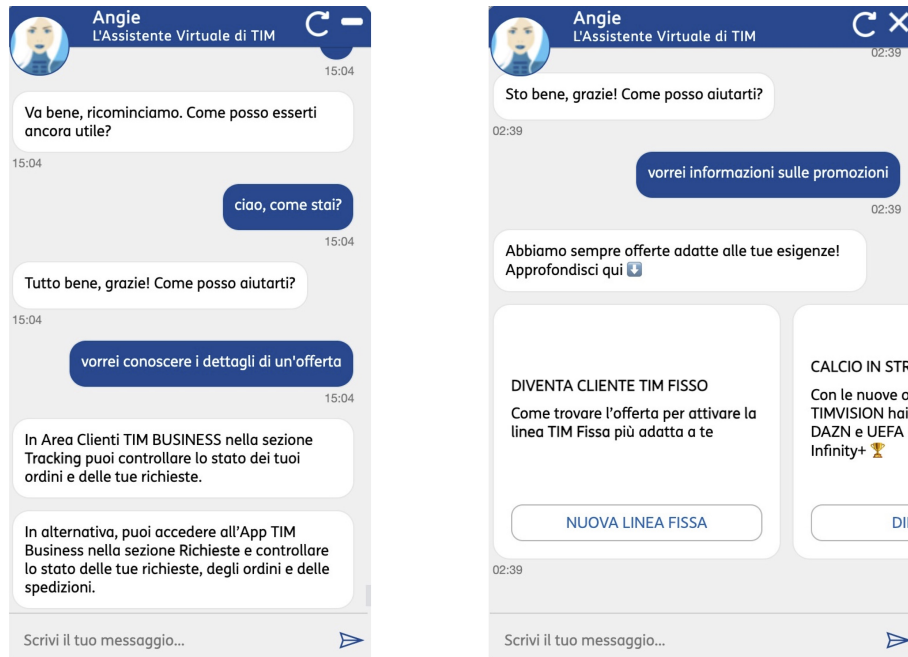 Angie
L'Assistente Virtuale di TIM
15:04
Va bene, ricominciamo. Come posso esserti
ancora utile?
15:04
ciao, come stai?
15:04
Tutto bene, grazie! Come posso aiutarti?
15:04
vorrei conoscere i dettagli di un'offerta
15:04
In Area Clienti TIM BUSINESS nella sezione
Tracking puoi controllare lo stato dei tuoi
ordini e delle tue richieste.
In alternativa, puoi accedere all'App TIM
Business nella sezione Richieste e controllare
lo stato delle tue richieste, degli ordini e delle
spedizioni.
Scrivi il tuo messaggio...
Angie
L'Assistente Virtuale di TIM
02:39
Sto bene, grazie! Come posso aiutarti?
02:39
vorrei informazioni sulle promozioni
02:39
Abbiamo sempre offerte adatte alle tue esigenze!
Approfondisci qui ⬇️
DIVENTA CLIENTE TIM FISSO
Come trovare l'offerta per attivare la
linea TIM Fissa più adatta a te
NUOVA LINEA FISSA
CALCIO IN STR
Con le nuove o
TIMVISION hai
DAZN e UEFA
Infinity+ 🏆
02:39
Scrivi il tuo messaggio...